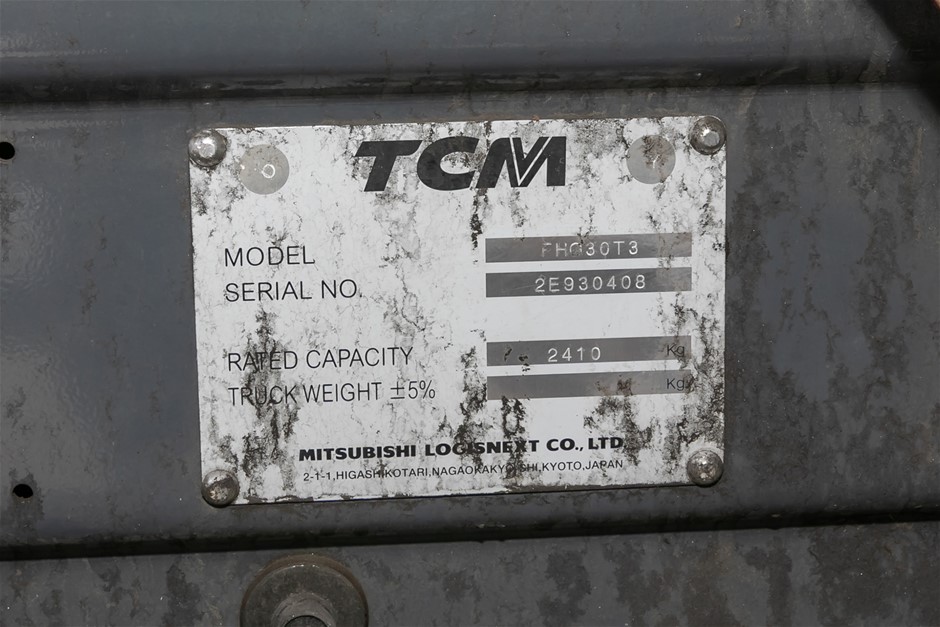 TCM
MODEL FHG30T3
SERIAL NO. 2E930408
RATED CAPACITY 2410 Kg
TRUCK WEIGHT ±5% Kg
MITSUBISHI LOGISNEXT CO., LTD.
2-1-1,HIGASHIKOTARI,NAGAOKAKYO-SHI,KYOTO,JAPAN